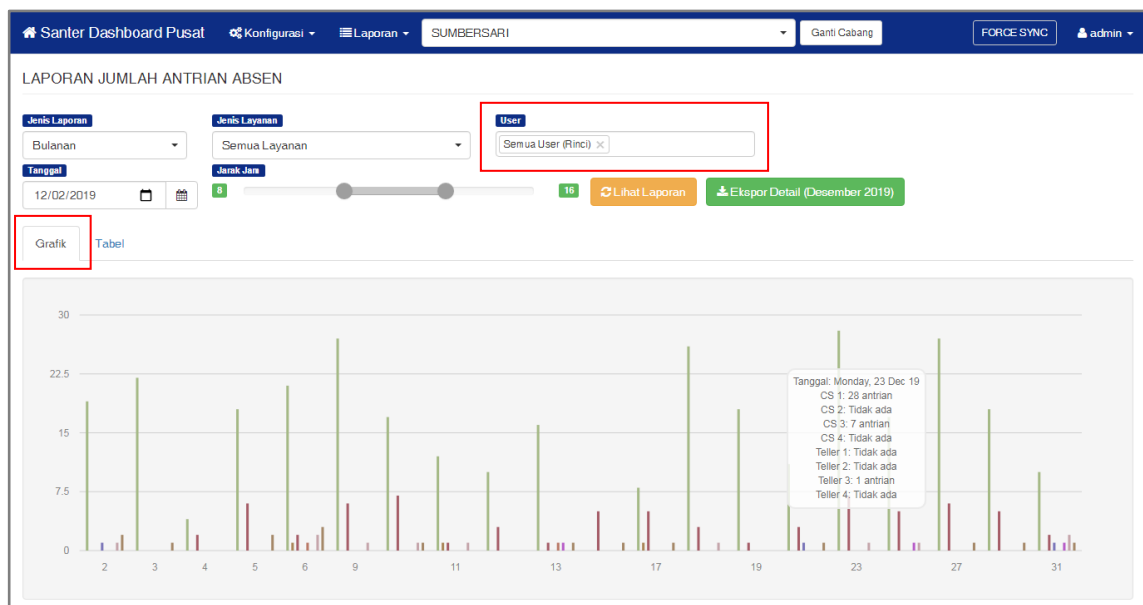 Santer Dashboard Pusat Konfigurasi Laporan SUMBERSARI Ganti Cabang FORCE SYNC admin
LAPORAN JUMLAH ANTRIAN ABSEN
Jenis Laporan Jenis Layanan User
Bulanan Semua Layanan Semua User (Rinci) ×
Tanggal Jarak Jam
12/02/2019 8 16 Lihat Laporan Ekspor Detail (Desember 2019)
Grafik Tabel
30
22.5
15
7.5
0
Tanggal: Monday, 23 Dec 19
CS 1: 28 antrian
CS 2: Tidak ada
CS 3: 7 antrian
CS 4: Tidak ada
Teller 1: Tidak ada
Teller 2: Tidak ada
Teller 3: 1 antrian
Teller 4: Tidak ada
2 3 4 5 6 9 11 13 17 19 23 27 31